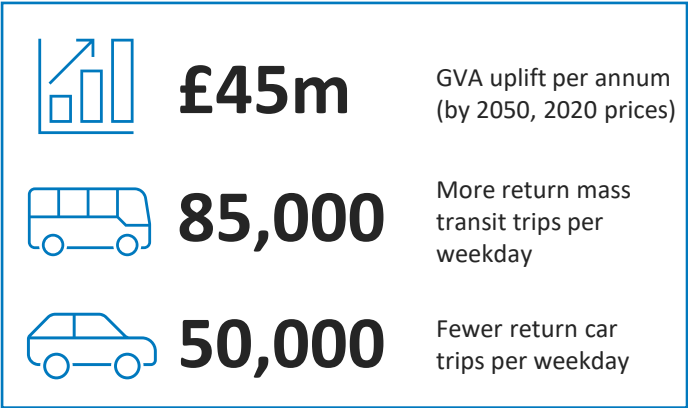 £45m
GVA uplift per annum
(by 2050, 2020 prices)
85,000
More return mass
transit trips per
weekday
50,000
Fewer return car
trips per weekday